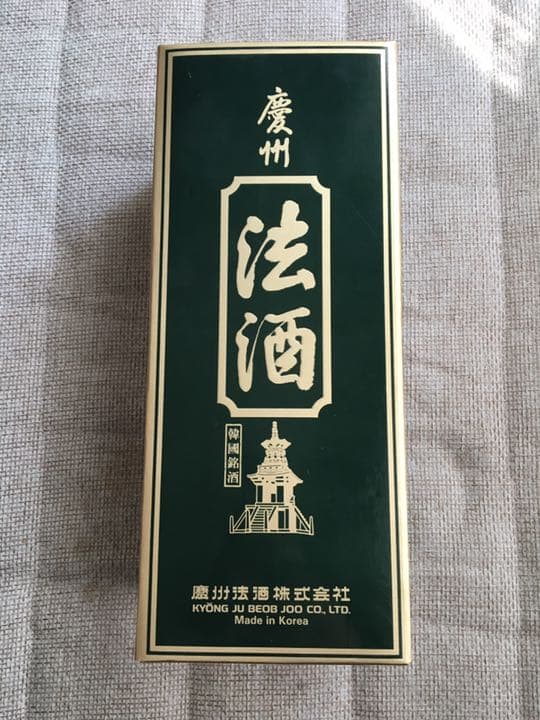 慶州
法酒
韓國銘酒
慶州法酒株式会社
KYŎNG JU BEOB JOO CO., LTD.
Made in Korea